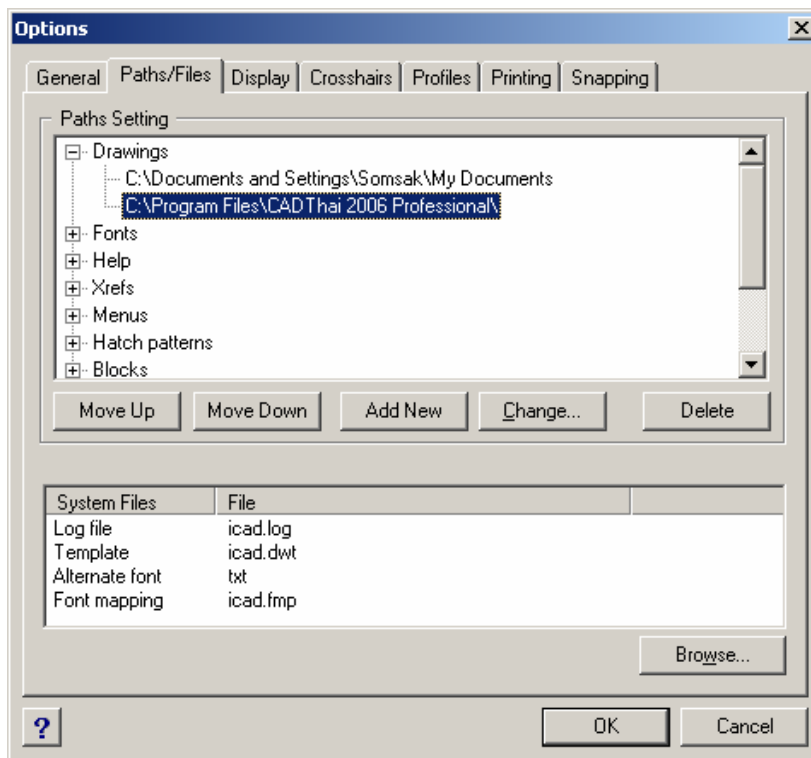 Options
General Paths/Files Display Crosshairs Profiles Printing Snapping
Paths Setting
Drawings
C:\Documents and Settings\Somsak\My Documents
C:\Program Files\CADThai 2006 Professional\
Fonts
Help
Xrefs
Menus
Hatch patterns
Blocks
Move Up Move Down Add New Change... Delete
System Files File
Log file icad.log
Template icad.dwt
Alternate font txt
Font mapping icad.fmp
Browse...
? OK Cancel